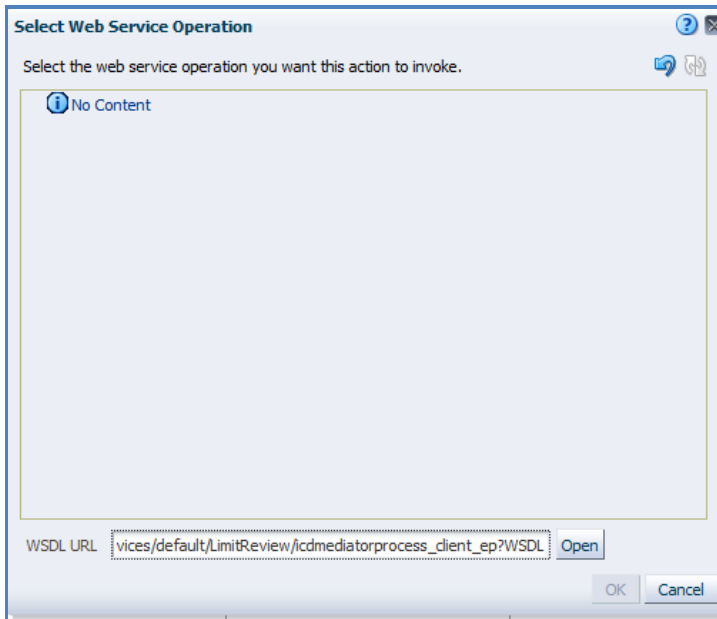 Select Web Service Operation
Select the web service operation you want this action to invoke.
No Content
WSDL URL vices/default/LimitReview/icdmediatorprocess_client_ep?WSDL Open
OK Cancel